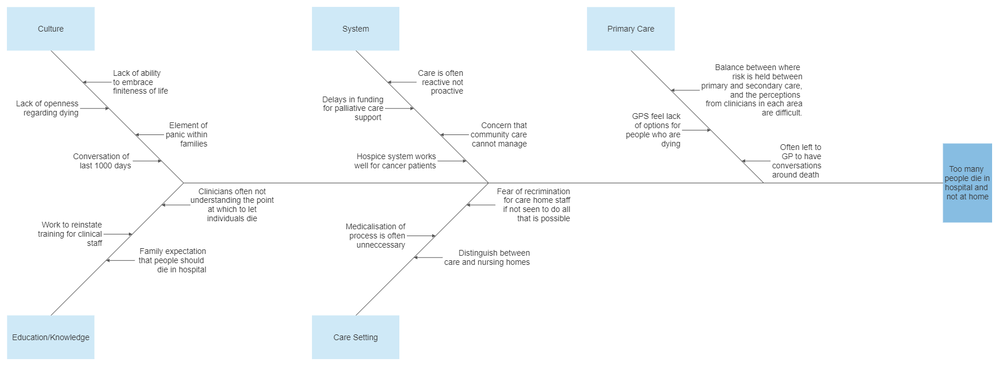 Culture
System
Primary Care
Lack of ability
to embrace
finiteness of life
Lack of openness
regarding dying
Element of
panic within
families
Conversation of
last 1000 days
Care is often
reactive not
proactive
Delays in funding
for palliative care
support
Concern that
community care
cannot manage
Hospice system works
well for cancer patients
Balance between where
risk is held between
primary and secondary care,
and the perceptions
from clinicians in each area
are difficult.
GPS feel lack
of options for
people who are
dying
Often left to
GP to have
conversations
around death
Too many
people die in
hospital and
not at home
Clinicians often not
understanding the point
at which to let
individuals die
Work to reinstate
training for clinical
staff
Family expectation
that people should
die in hospital
Fear of recrimination
for care home staff
if not seen to do all
that is possible
Medicalisation of
process is often
unneccessary
Distinguish between
care and nursing homes
Education/Knowledge
Care Setting